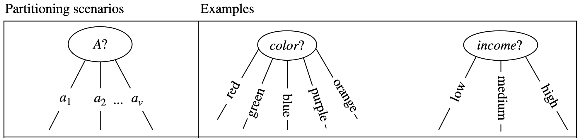 Partitioning scenarios
Examples
A?
a1 a2 ... av
color?
red
green
blue
purple
orange
income?
low
medium
high